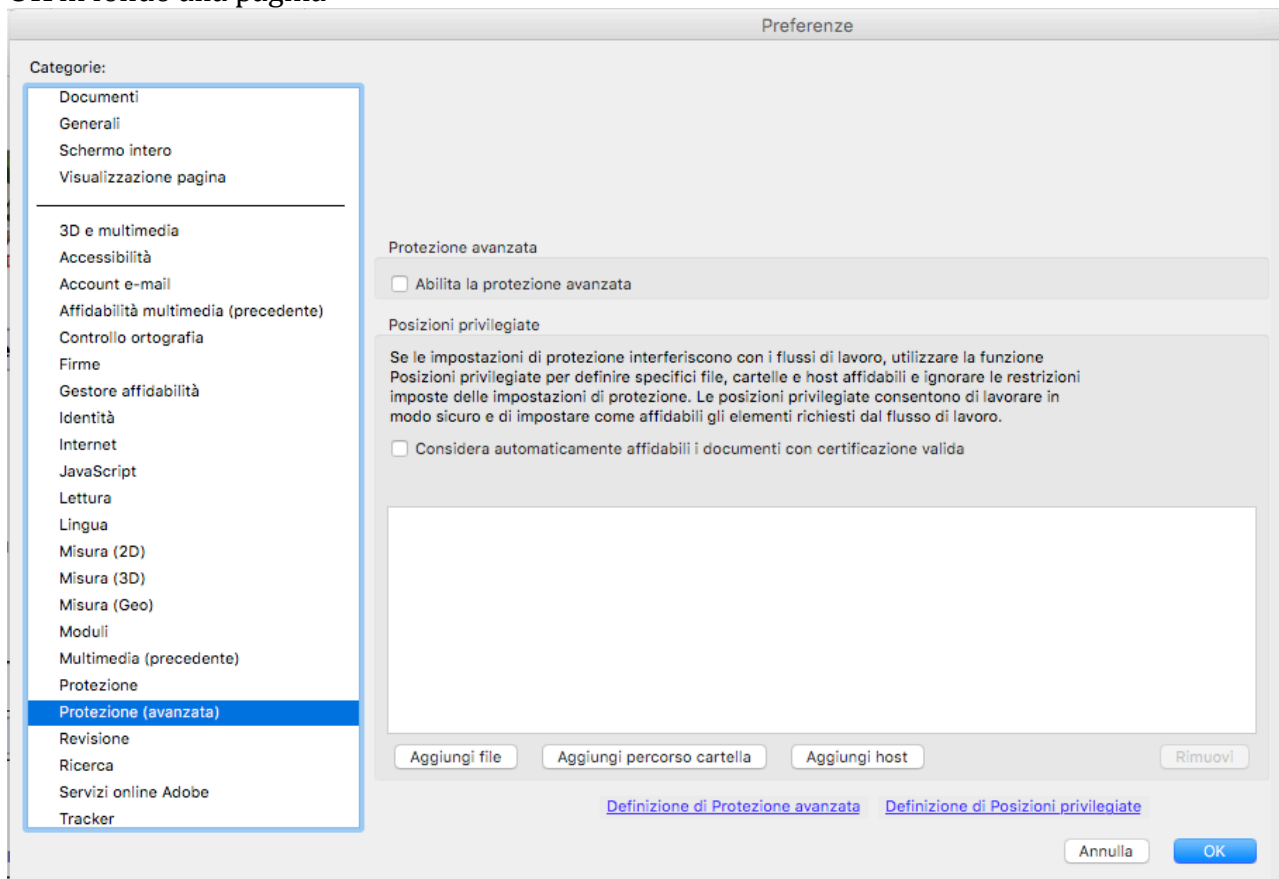 OK in fondo alla pagina
Preferenze
Categorie:
Documenti
Generali
Schermo intero
Visualizzazione pagina
3D e multimedia
Accessibilità
Account e-mail
Affidabilità multimedia (precedente)
Controllo ortografia
Firme
Gestore affidabilità
Identità
Internet
JavaScript
Lettura
Lingua
Misura (2D)
Misura (3D)
Misura (Geo)
Moduli
Multimedia (precedente)
Protezione
Protezione (avanzata)
Revisione
Ricerca
Servizi online Adobe
Tracker
Protezione avanzata
Abilita la protezione avanzata
Posizioni privilegiate
Se le impostazioni di protezione interferiscono con i flussi di lavoro, utilizzare la funzione
Posizioni privilegiate per definire specifici file, cartelle e host affidabili e ignorare le restrizioni
imposte delle impostazioni di protezione. Le posizioni privilegiate consentono di lavorare in
modo sicuro e di impostare come affidabili gli elementi richiesti dal flusso di lavoro.
Considera automaticamente affidabili i documenti con certificazione valida
Aggiungi file
Aggiungi percorso cartella
Aggiungi host
Rimuovi
Definizione di Protezione avanzata
Definizione di Posizioni privilegiate
Annulla
OK